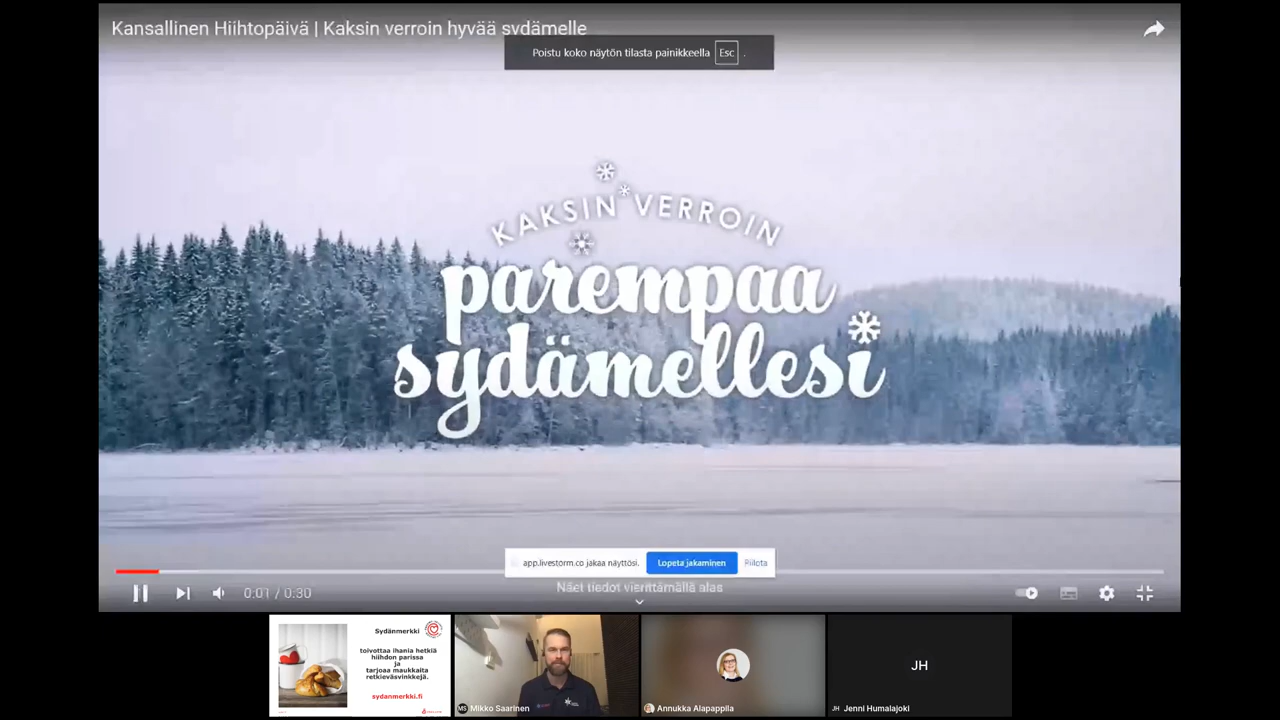 Kansallinen Hiihtopäivä | Kaksin verroin hyvää sydämelle
Poistu koko näytön tilasta painikkeella Esc .
KAKSIN VERROIN
parempaa
sydämellesi
app.livestorm.co jakaa näyttösi. Lopeta jakaminen Piilota
Näet tiedot vierittämällä alas
0:01 / 0:30
Sydänmerkki
toivottaa ihania hetkiä
hiihdon parissa
ja
tarjoaa maukkaita
retkieväsvinkkejä.
sydanmerkki.fi
MS Mikko Saarinen
Annukka Alapappila
JH
JH Jenni Humalajoki